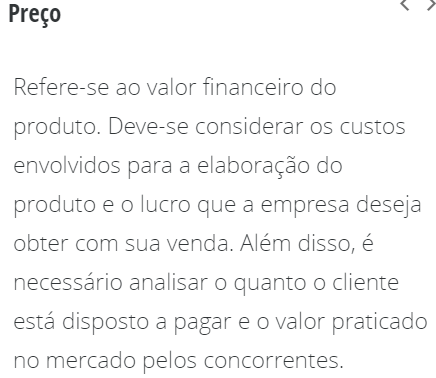 Preço
Refere-se ao valor financeiro do
produto. Deve-se considerar os custos
envolvidos para a elaboração do
produto e o lucro que a empresa deseja
obter com sua venda. Além disso, é
necessário analisar o quanto o cliente
está disposto a pagar e o valor praticado
no mercado pelos concorrentes.